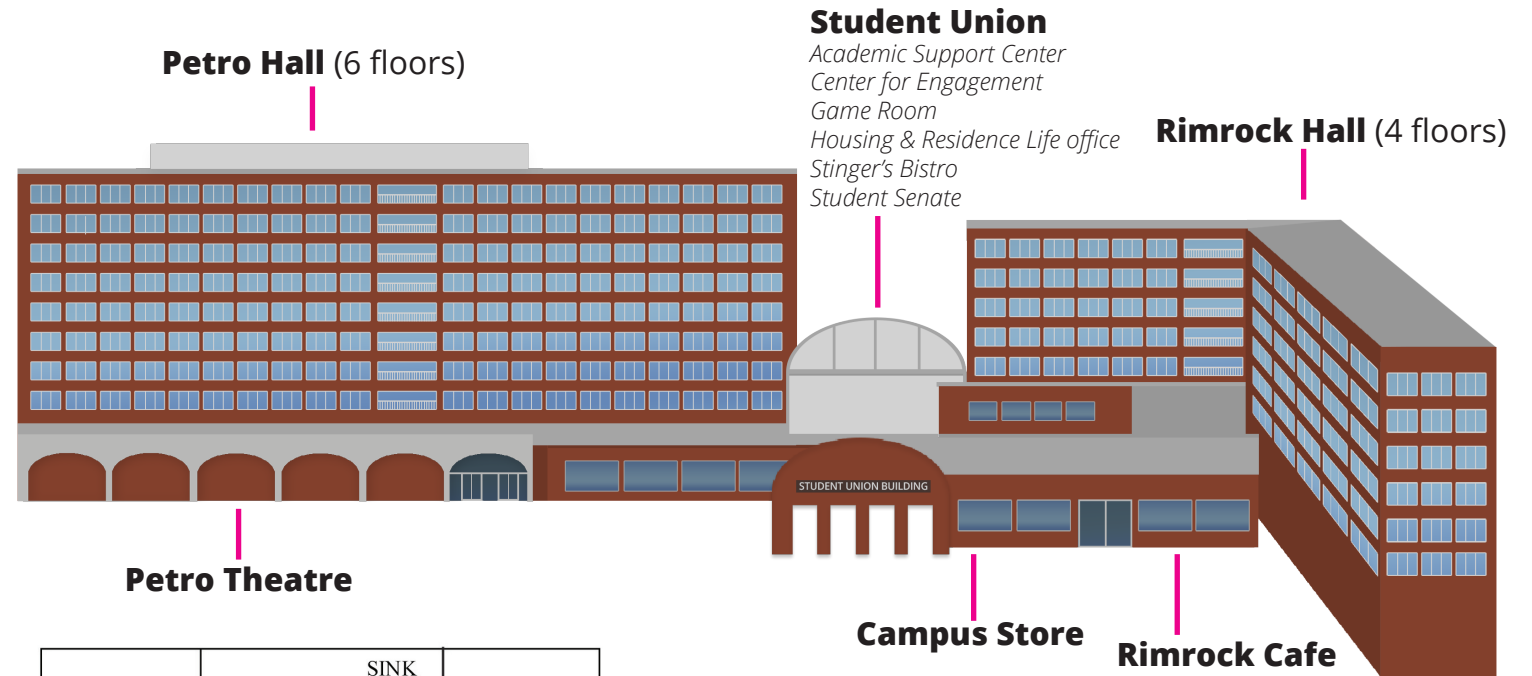 Student Union
Academic Support Center
Center for Engagement
Game Room
Housing & Residence Life office
Stinger’s Bistro
Student Senate
Petro Hall (6 floors)
Rimrock Hall (4 floors)
STUDENT UNION BUILDING
Petro Theatre
Campus Store
Rimrock Cafe
SINK